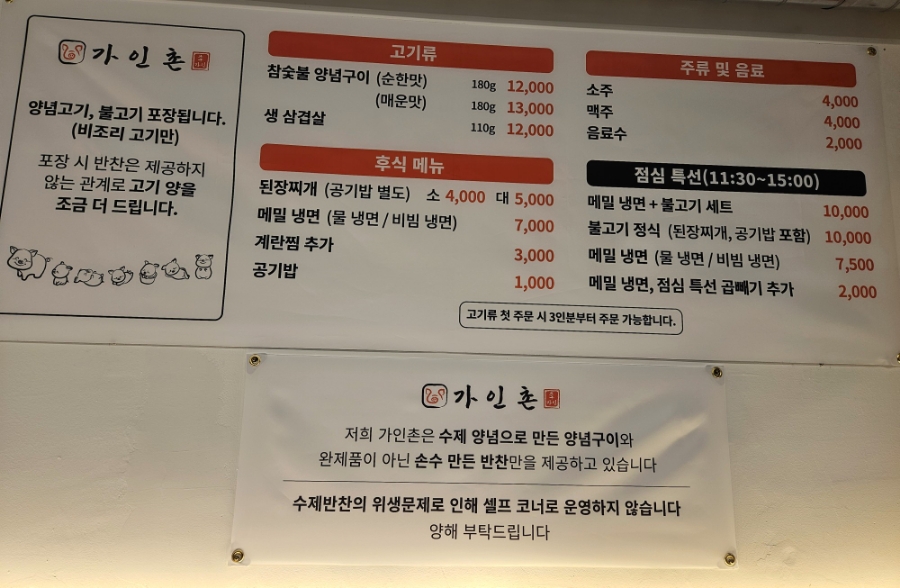 가인촌
양념고기, 불고기 포장됩니다.
(비조리 고기만)
포장 시 반찬은 제공하지
않는 관계로 고기 양을
조금 더 드립니다.
고기류
참숯불 양념구이 (순한맛) 180g 12,000
(매운맛) 180g 13,000
생 삼겹살 110g 12,000
후식 메뉴
된장찌개 (공기밥 별도) 소 4,000 대 5,000
메밀 냉면 (물 냉면 / 비빔 냉면) 7,000
계란찜 추가 3,000
공기밥 1,000
주류 및 음료
소주 4,000
맥주 4,000
음료수 2,000
점심 특선(11:30~15:00)
메밀 냉면 + 불고기 세트 10,000
불고기 정식 (된장찌개, 공기밥 포함) 10,000
메밀 냉면 (물 냉면 / 비빔 냉면) 7,500
메밀 냉면, 점심 특선 곱빼기 추가 2,000
고기류 첫 주문 시 3인분부터 주문 가능합니다.
가인촌
저희 가인촌은 수제 양념으로 만든 양념구이와
완제품이 아닌 손수 만든 반찬만을 제공하고 있습니다
수제반찬의 위생문제로 인해 셀프 코너로 운영하지 않습니다
양해 부탁드립니다